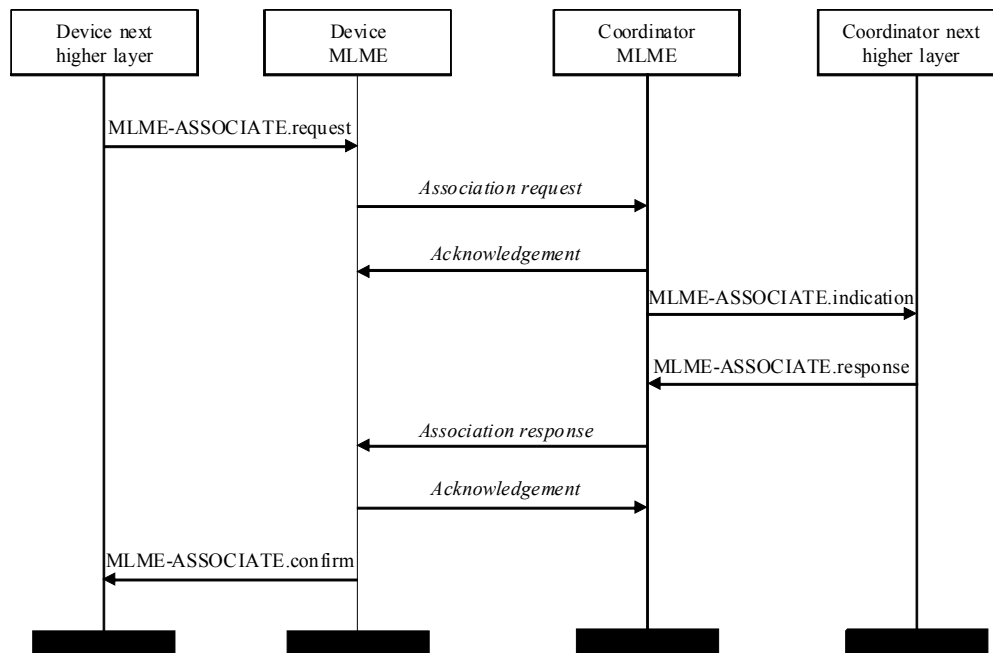 Device next
higher layer
Device
MLME
Coordinator
MLME
Coordinator next
higher layer
MLME-ASSOCIATE.request
Association request
Acknowledgement
MLME-ASSOCIATE.indication
MLME-ASSOCIATE.response
Association response
Acknowledgement
MLME-ASSOCIATE.confirm